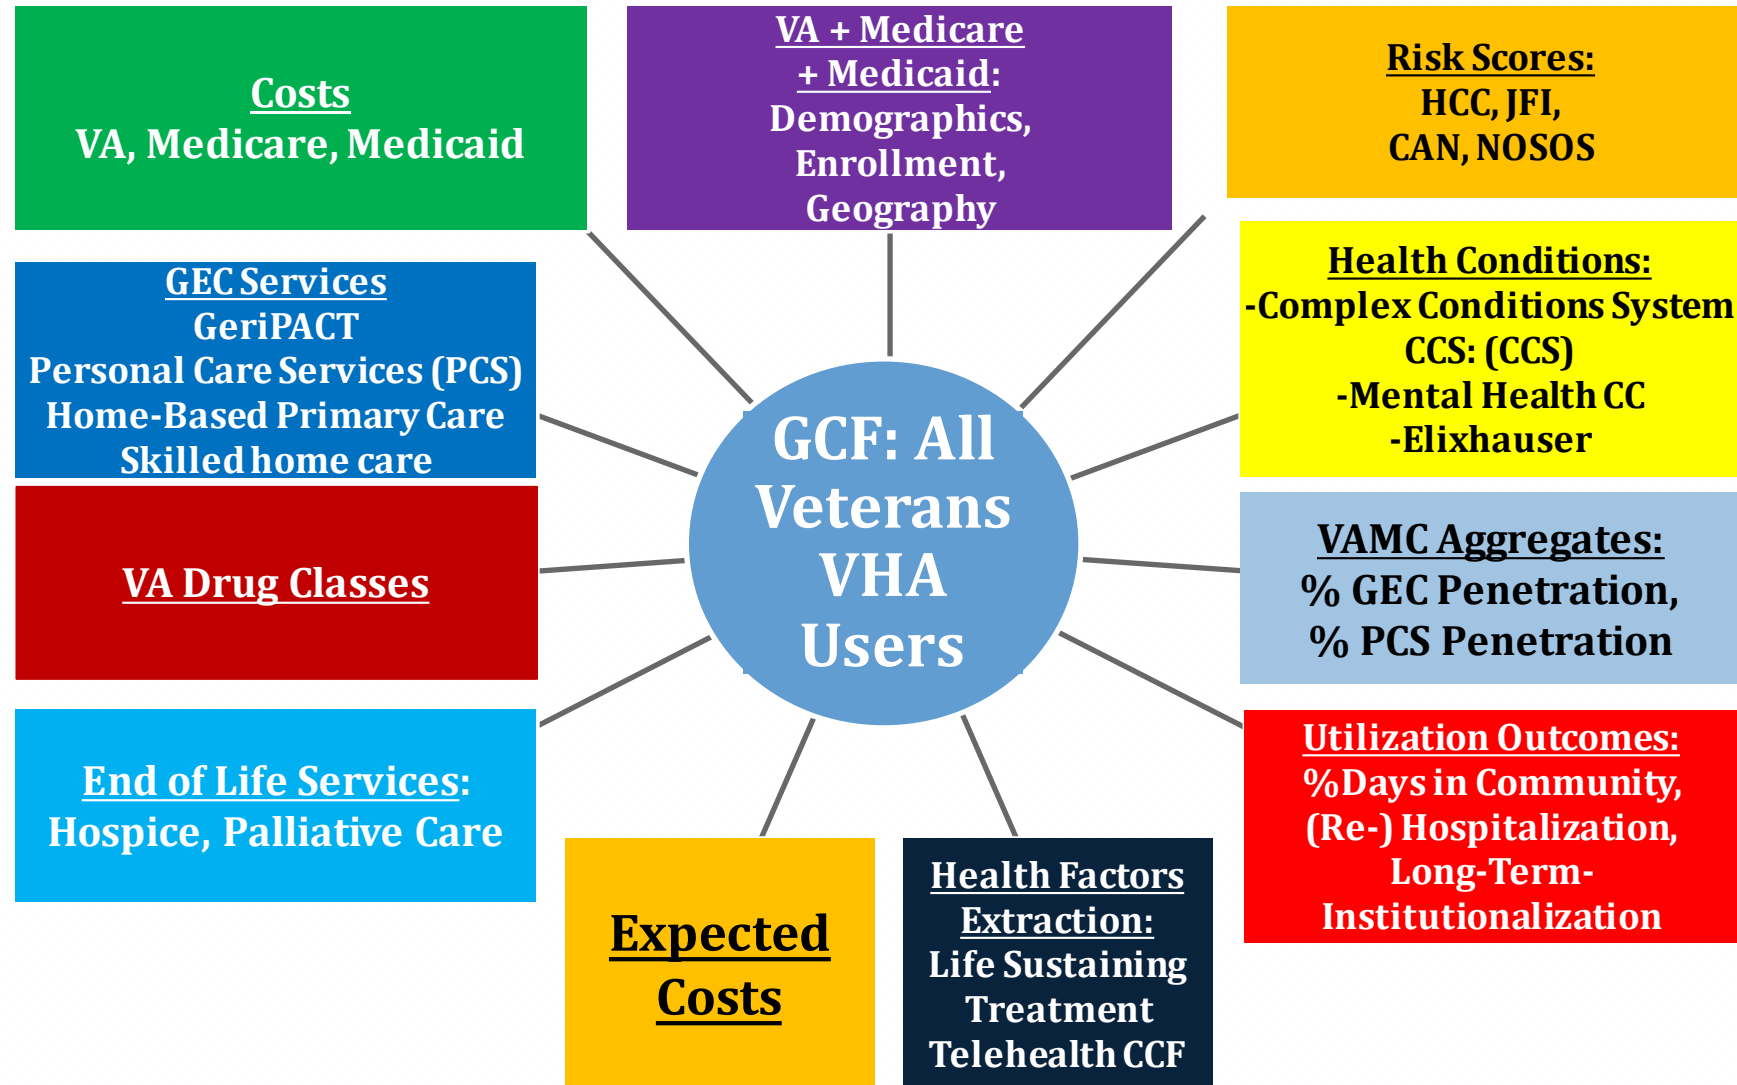 Costs
VA, Medicare, Medicaid
VA + Medicare
+ Medicaid:
Demographics,
Enrollment,
Geography
Risk Scores:
HCC, JFI,
CAN, NOSOS
GEC Services
GeriPACT
Personal Care Services (PCS)
Home-Based Primary Care
Skilled home care
Health Conditions:
-Complex Conditions System
CCS: (CCS)
-Mental Health CC
-Elixhauser
GCF: All
Veterans
VHA
Users
VA Drug Classes
VAMC Aggregates:
% GEC Penetration,
% PCS Penetration
End of Life Services:
Hospice, Palliative Care
Utilization Outcomes:
%Days in Community,
(Re-) Hospitalization,
Long-Term-
Institutionalization
Expected
Costs
Health Factors
Extraction:
Life Sustaining
Treatment
Telehealth CCF